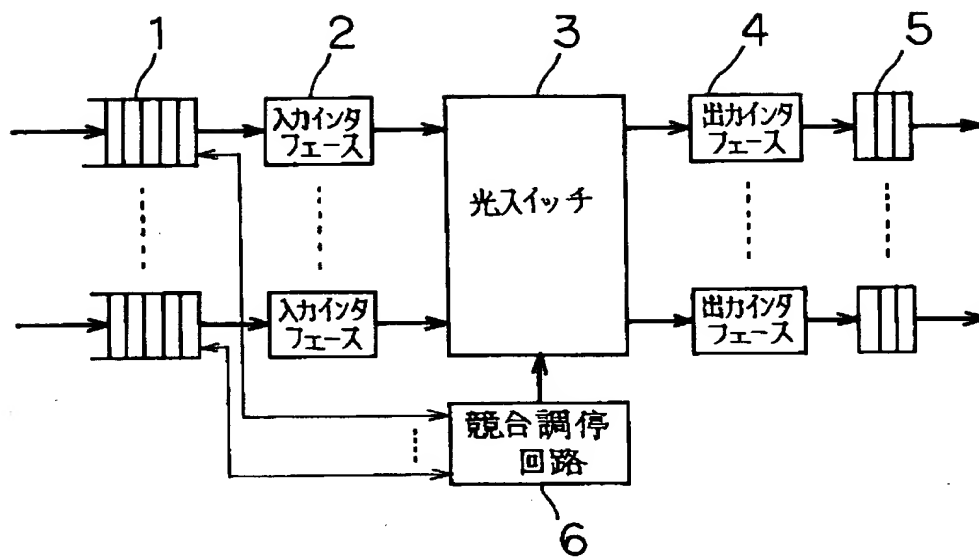 1
2
3
4
5
入力インタ
フェース
出力インタ
フェース
光スイッチ
入力インタ
フェース
出力インタ
フェース
競合調停
回路
6